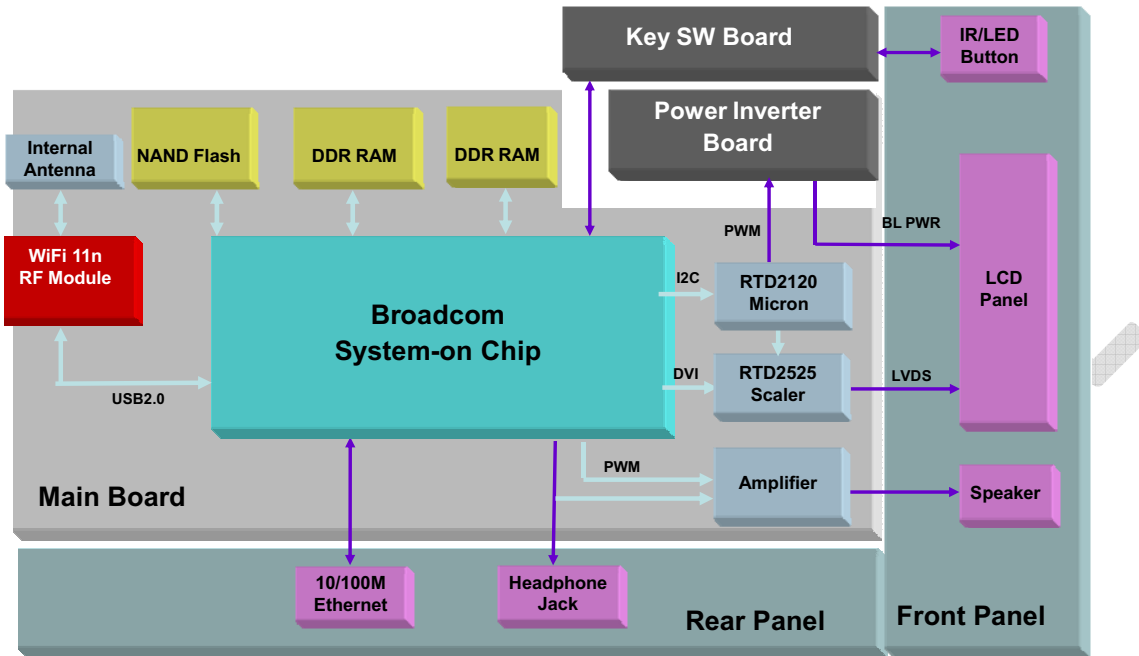 Key SW Board
IR/LED
Button
Power Inverter
Board
Internal
Antenna
NAND Flash
DDR RAM
DDR RAM
PWM
BL PWR
WiFi 11n
RF Module
I2C
RTD2120
Micron
LCD
Panel
Broadcom
System-on Chip
DVI
RTD2525
Scaler
LVDS
USB2.0
PWM
Amplifier
Speaker
Main Board
10/100M
Ethernet
Headphone
Jack
Rear Panel
Front Panel